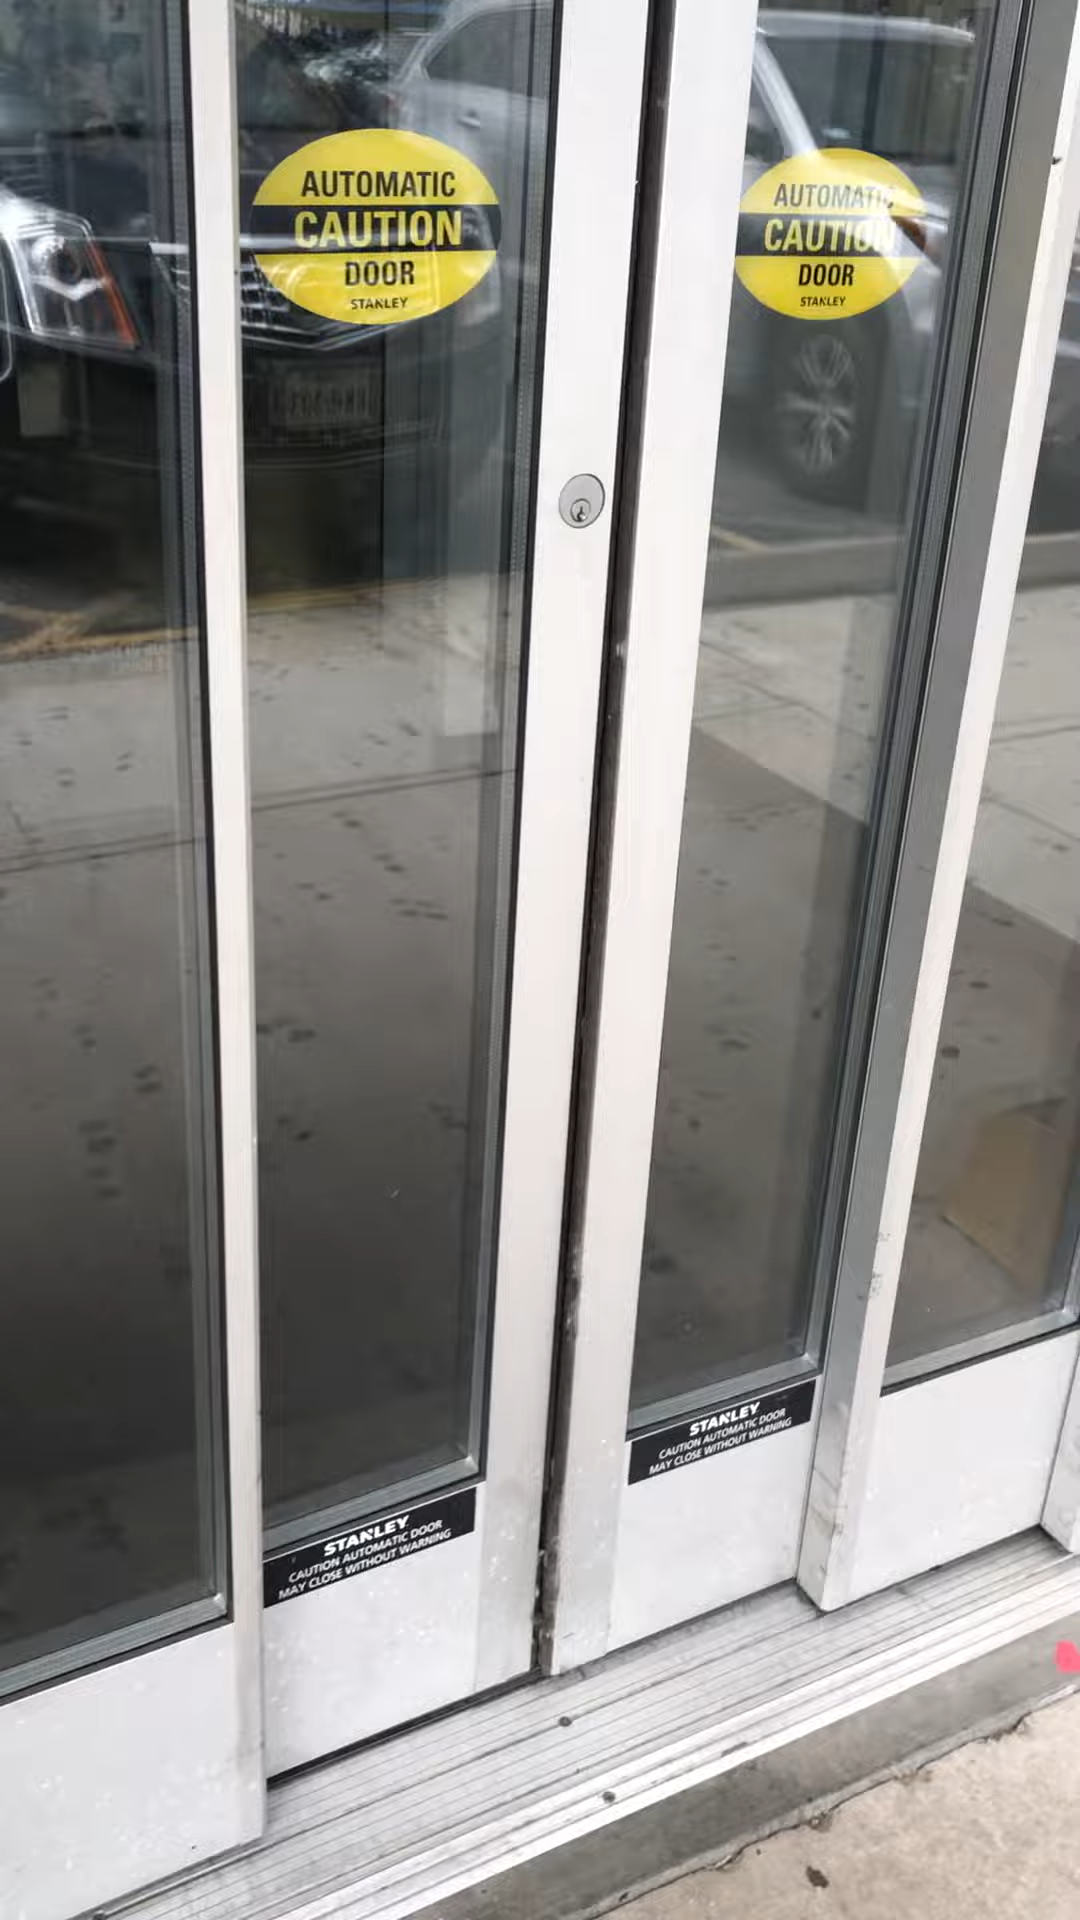 AUTOMATIC
CAUTION
DOOR
STANLEY
AUTOMATIC
CAUTION
DOOR
STANLEY
STANLEY
CAUTION AUTOMATIC DOOR
MAY CLOSE WITHOUT WARNING
STANLEY
CAUTION AUTOMATIC DOOR
MAY CLOSE WITHOUT WARNING